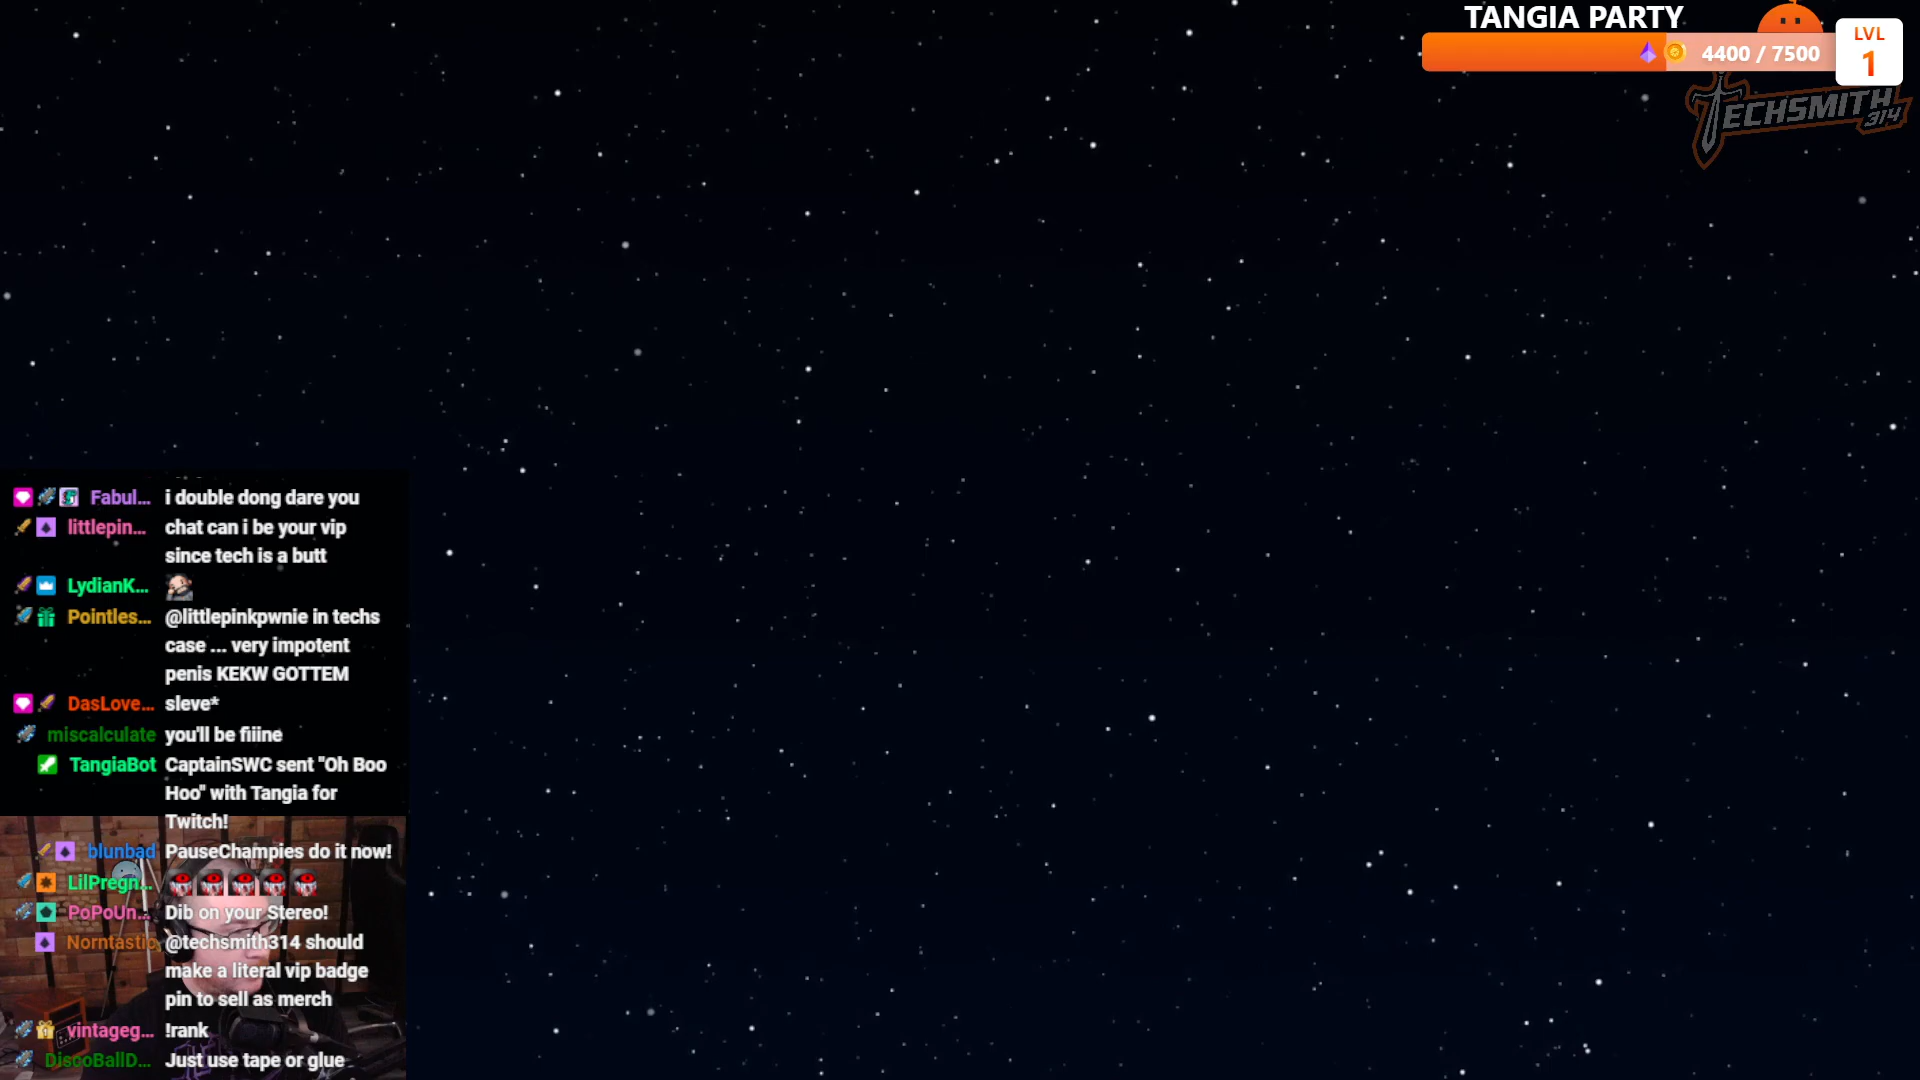 TANGIA PARTY
4400 / 7500
LVL
1
TECHSMITH
314
Fabul... i double dong dare you
littlepin... chat can i be your vip
since tech is a butt
LydianK...
Pointles... @littlepinkpwnie in techs
case ... very impotent
penis KEKW GOTTEM
DasLove... sleve*
miscalculate you'll be fiiine
TangiaBot CaptainSWC sent "Oh Boo
Hoo" with Tangia for
Twitch!
blunbad PauseChampies do it now!
LilPregn...
PoPoUn... Dib on your Stereo!
Norntastic @techsmith314 should
make a literal vip badge
pin to sell as merch
vintageg... !rank
DiscoBallD... Just use tape or glue